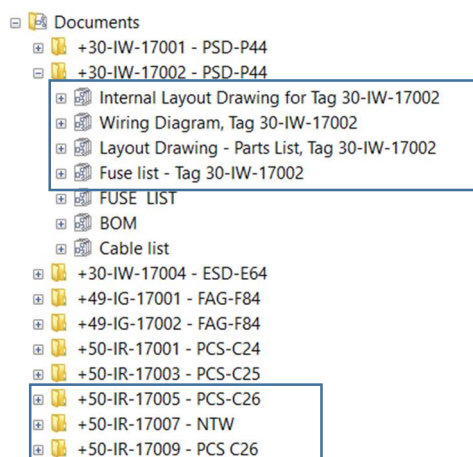 Documents
+30-IW-17001 - PSD-P44
+30-IW-17002 - PSD-P44
Internal Layout Drawing for Tag 30-IW-17002
Wiring Diagram, Tag 30-IW-17002
Layout Drawing - Parts List, Tag 30-IW-17002
Fuse list - Tag 30-IW-17002
FUSE LIST
BOM
Cable list
+30-IW-17004 - ESD-E64
+49-IG-17001 - FAG-F84
+49-IG-17002 - FAG-F84
+50-IR-17001 - PCS-C24
+50-IR-17003 - PCS-C25
+50-IR-17005 - PCS-C26
+50-IR-17007 - NTW
+50-IR-17009 - PCS C26